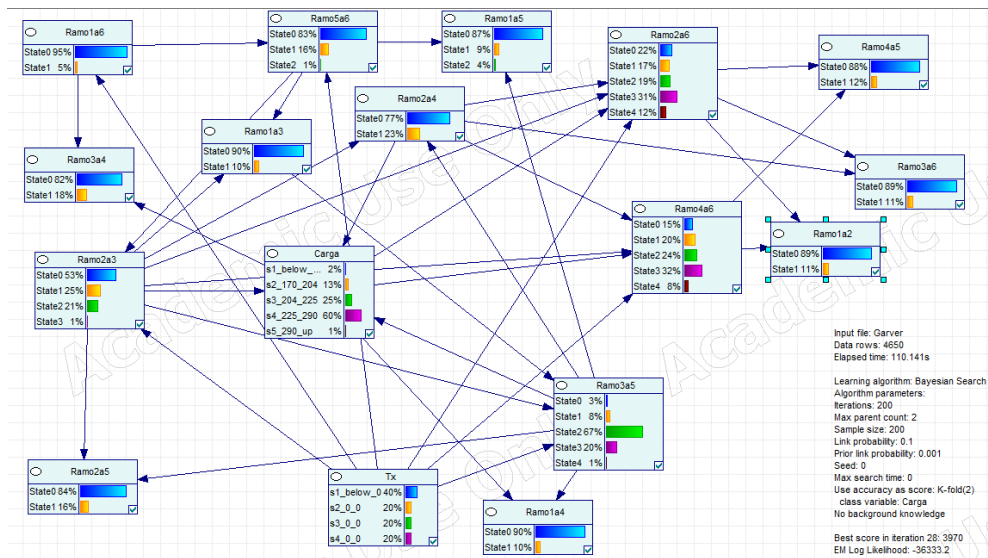 Ramo1a6
State0 95%
State1 5%
Ramo5a6
State0 83%
State1 16%
State2 1%
Ramo1a5
State0 87%
State1 9%
State2 4%
Ramo2a6
State0 22%
State1 17%
State2 19%
State3 31%
State4 12%
Ramo4a5
State0 88%
State1 12%
Ramo2a4
State0 77%
State1 23%
Ramo1a3
State0 90%
State1 10%
Ramo3a4
State0 82%
State1 18%
Ramo3a6
State0 89%
State1 11%
Ramo4a6
State0 15%
State1 20%
State2 24%
State3 32%
State4 8%
Ramo1a2
State0 89%
State1 11%
Ramo2a3
State0 53%
State1 25%
State2 21%
State3 1%
Carga
s1_below_... 2%
s2_170_204 13%
s3_204_225 25%
s4_225_290 60%
s5_290_up 1%
Ramo3a5
State0 3%
State1 8%
State2 67%
State3 20%
State4 1%
Ramo2a5
State0 84%
State1 16%
Tx
s1_below_0 40%
s2_0_0 20%
s3_0_0 20%
s4_0_0 20%
Ramo1a4
State0 90%
State1 10%
Input file: Garver
Data rows: 4650
Elapsed time: 110.141s
Learning algorithm: Bayesian Search
Algorithm parameters:
Iterations: 200
Max parent count: 2
Sample size: 200
Link probability: 0.1
Prior link probability: 0.001
Seed: 0
Max search time: 0
Use accuracy as score: K-fold(2)
class variable: Carga
No background knowledge
Best score in iteration 28: 3970
EM Log Likelihood: -36333.2
Academic Use Only